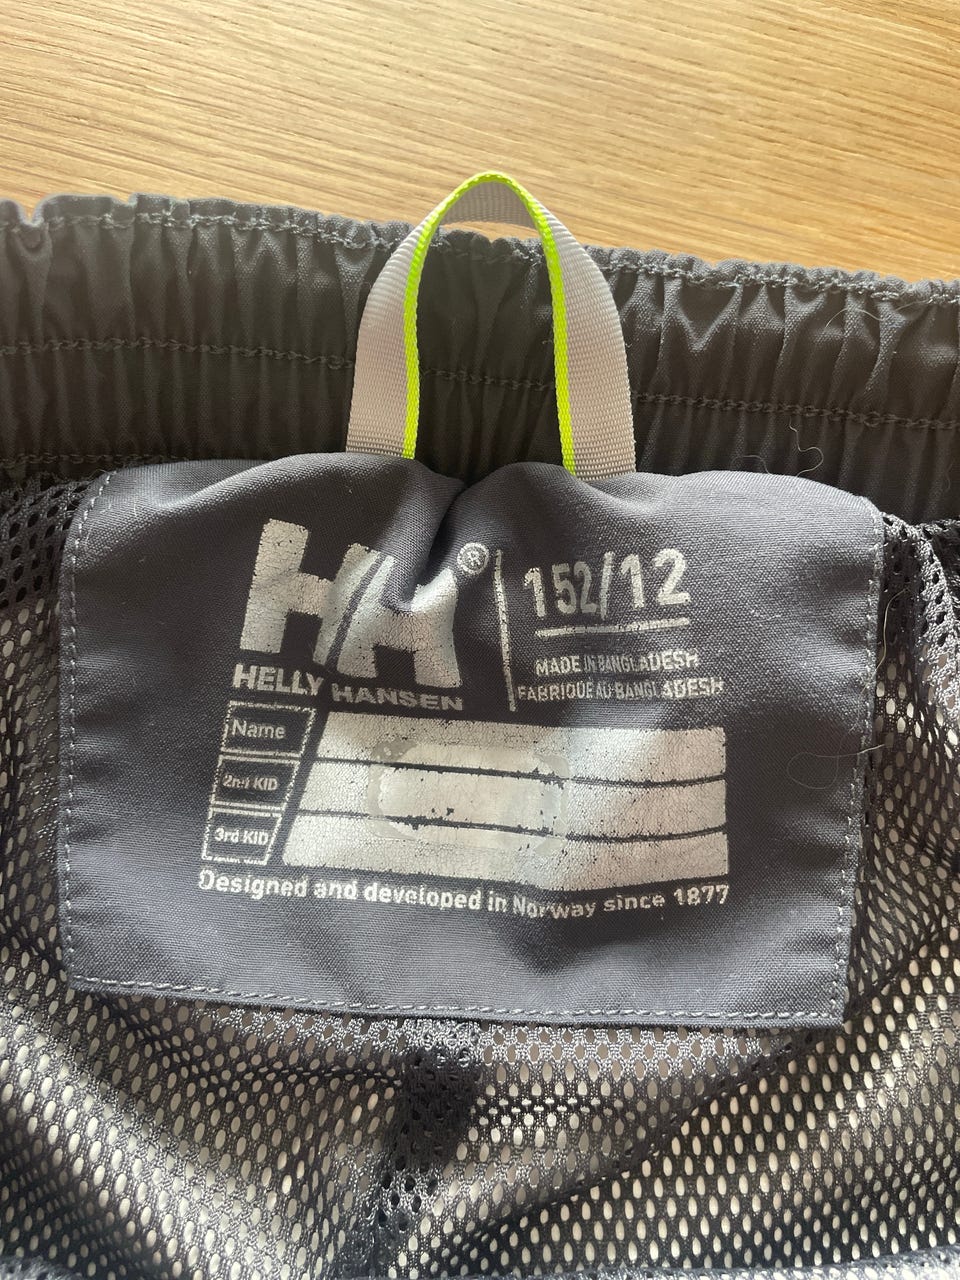 HH®
HELLY HANSEN
152/12
MADE IN BANGLADESH
FABRIQUE AU BANGLADESH
Name
2nd KID
3rd KID
Designed and developed in Norway since 1877